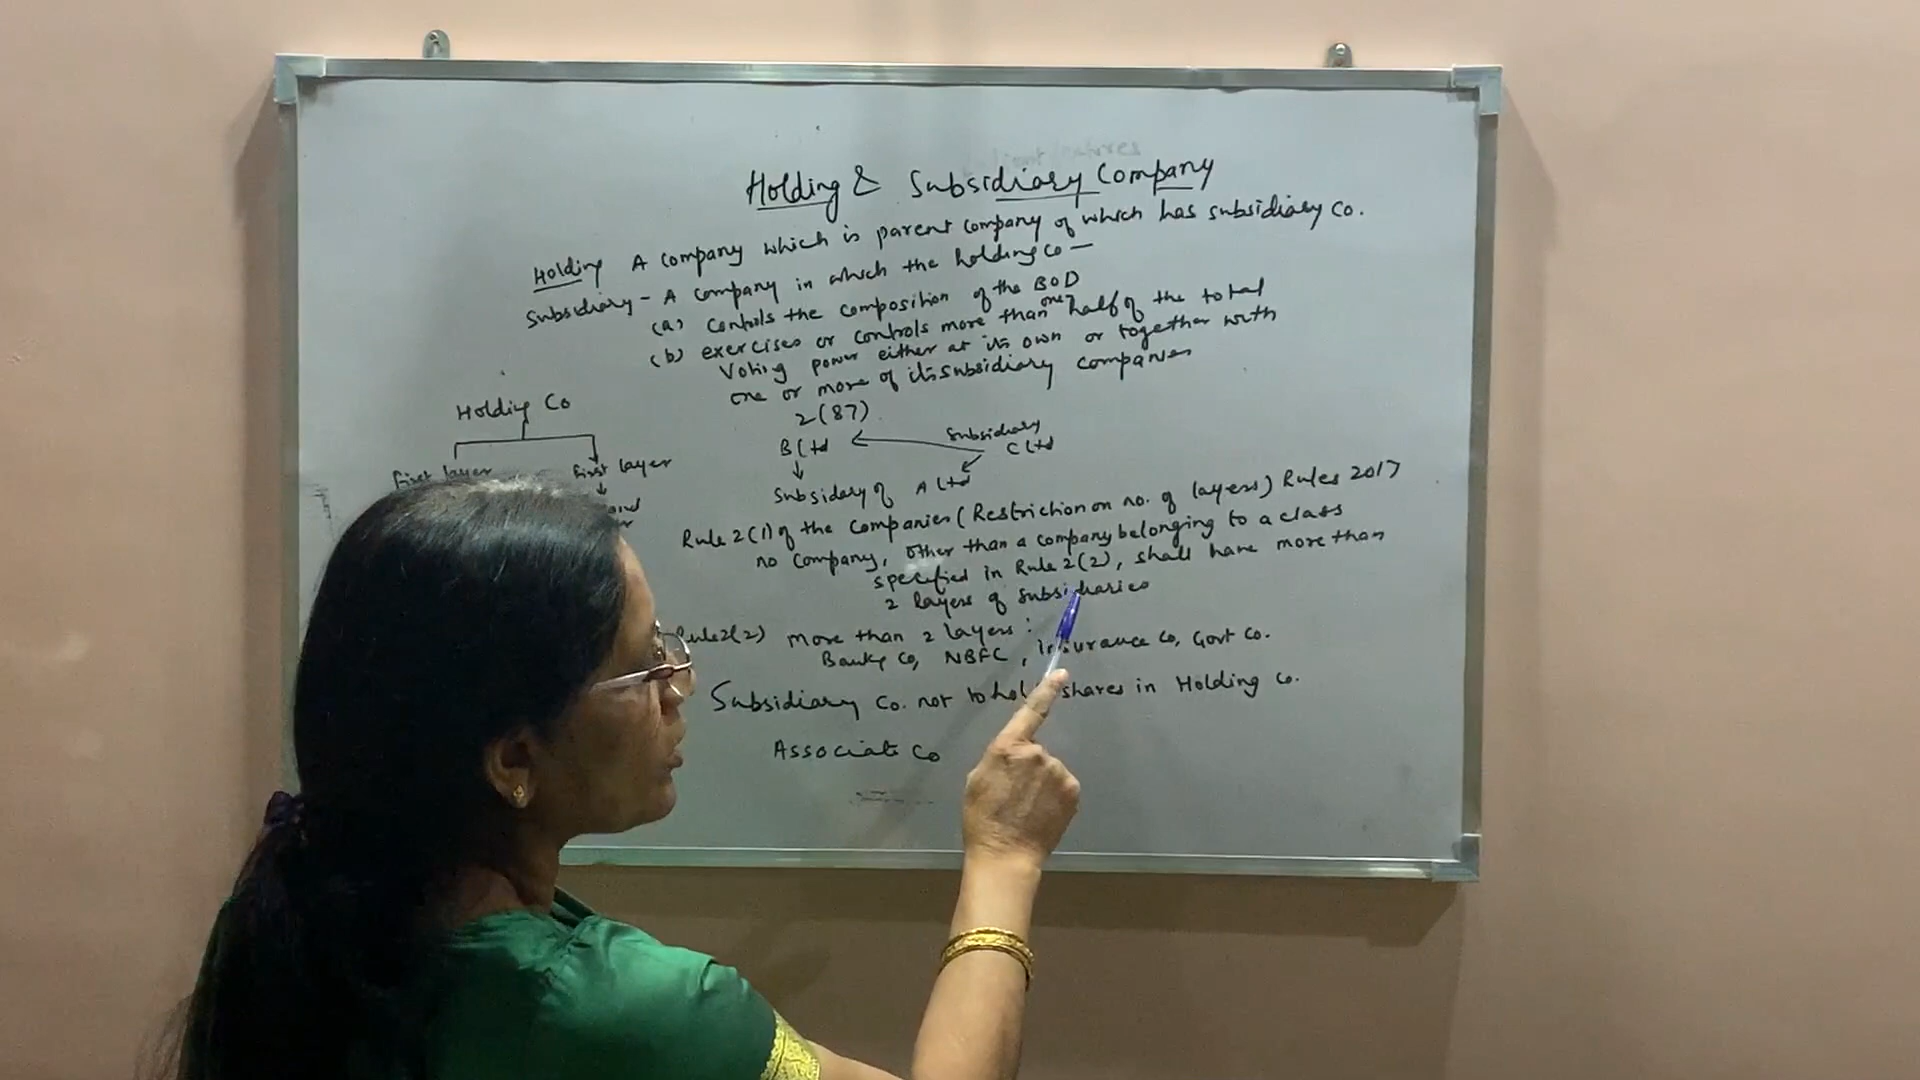 Holding & Subsidiary Company
Holding A company which is parent company of which has subsidiary Co.
Subsidiary - A company in which the holding Co —
(a) Controls the composition of the BOD
(b) exercises or controls more than one half of the total
Voting power either at its own or together with
one or more of its subsidiary companies
2(87)
Holding Co
First layer
First layer
B Ltd
Subsidiary
C Ltd
Subsidary of A Ltd
Rule 2(1) of the Companies (Restriction on no. of layers) Rules 2017
no company, other than a company belonging to a class
specified in Rule 2(2), shall have more than
2 layers of subsidiaries
Rule 2(2) more than 2 layers:
Co, NBFC, Insurance Co, Govt Co.
Subsidiary Co. not to shares in Holding Co.
Associate Co